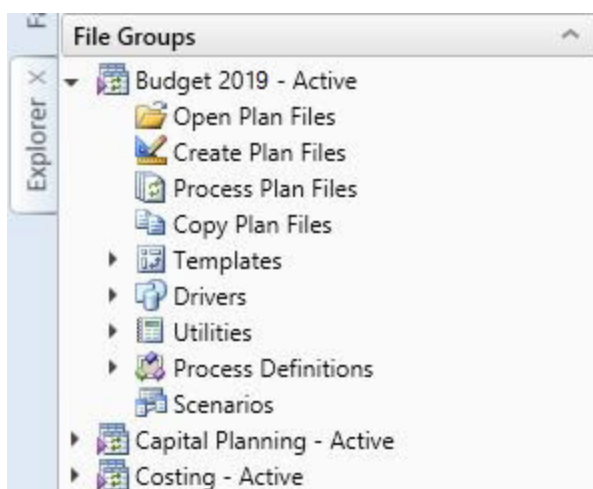 File Groups
Explorer
Budget 2019 - Active
Open Plan Files
Create Plan Files
Process Plan Files
Copy Plan Files
Templates
Drivers
Utilities
Process Definitions
Scenarios
Capital Planning - Active
Costing - Active